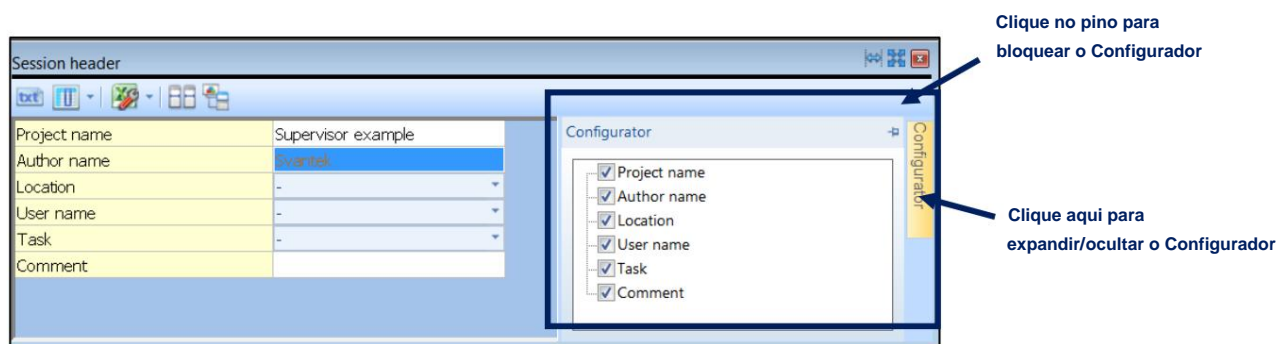 Clique no pino para
bloquear o Configurador
Session header
txt
Project name Supervisor example
Author name Svantek
Location -
User name -
Task -
Comment
Configurator
Project name
Author name
Location
User name
Task
Comment
Configurator
Clique aqui para
expandir/ocultar o Configurador